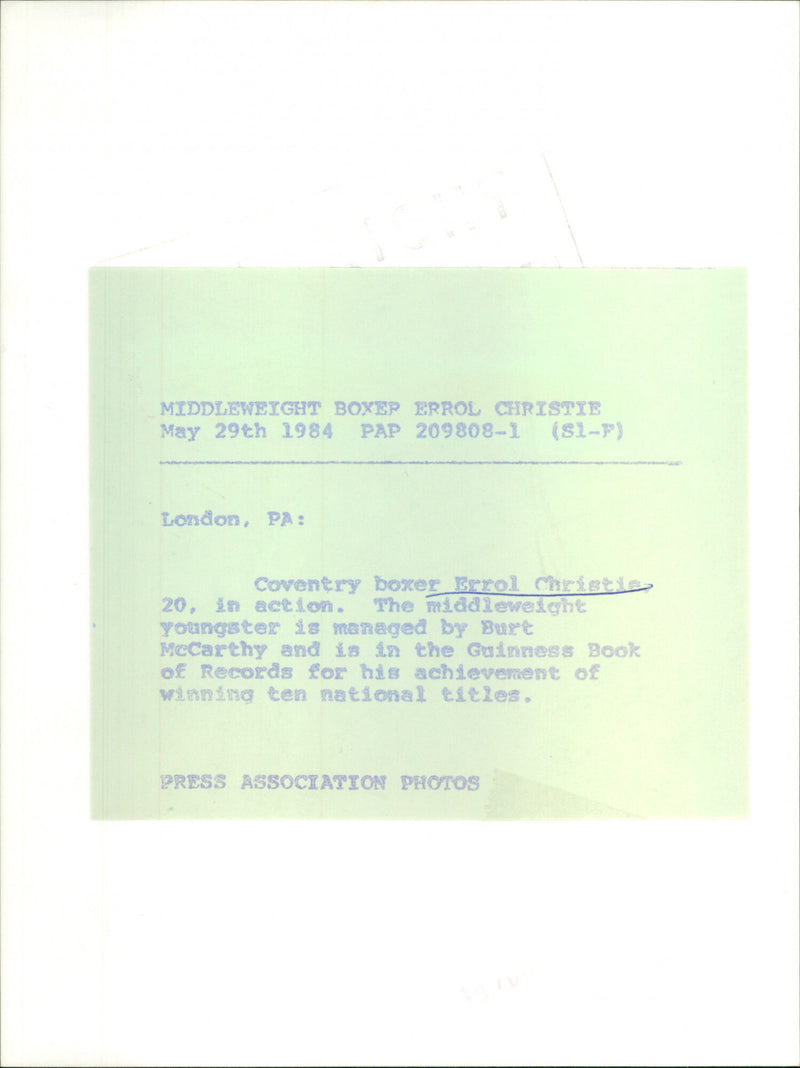 MIDDLEWEIGHT BOXER ERROL CHRISTIE
May 29th 1984 PAP 209808-1 (S1-F)
London, PA:
Coventry boxer Errol Christie,
20, in action. The middleweight
youngster is managed by Burt
McCarthy and is in the Guinness Book
of Records for his achievement of
winning ten national titles.
PRESS ASSOCIATION PHOTOS